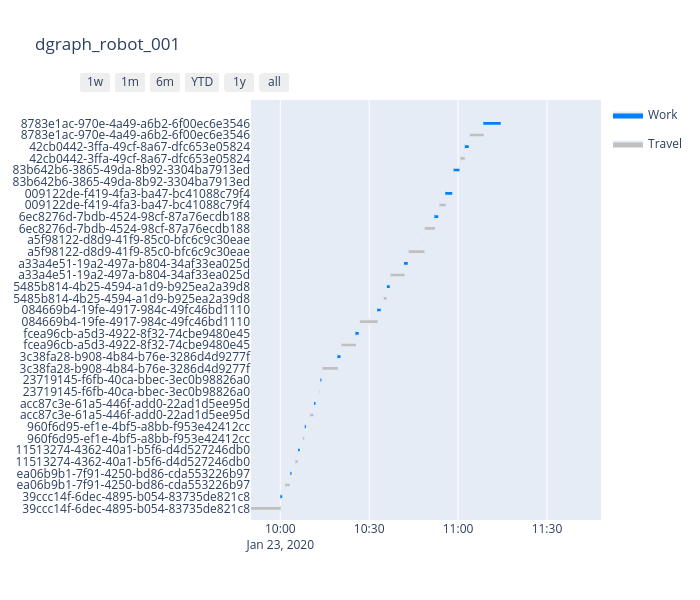 dgraph_robot_001
1w 1m 6m YTD 1y all
Work
Travel
8783e1ac-970e-4a49-a6b2-6f00ec6e3546
8783e1ac-970e-4a49-a6b2-6f00ec6e3546
42cb0442-3ffa-49cf-8a67-dfc653e05824
42cb0442-3ffa-49cf-8a67-dfc653e05824
83b642b6-3865-49da-8b92-3304ba7913ed
83b642b6-3865-49da-8b92-3304ba7913ed
009122de-f419-4fa3-ba47-bc41088c79f4
009122de-f419-4fa3-ba47-bc41088c79f4
6ec8276d-7bdb-4524-98cf-87a76ecdb188
6ec8276d-7bdb-4524-98cf-87a76ecdb188
a5f98122-d8d9-41f9-85c0-bfc6c9c30eae
a5f98122-d8d9-41f9-85c0-bfc6c9c30eae
a33a4e51-19a2-497a-b804-34af33ea025d
a33a4e51-19a2-497a-b804-34af33ea025d
5485b814-4b25-4594-a1d9-b925ea2a39d8
5485b814-4b25-4594-a1d9-b925ea2a39d8
084669b4-19fe-4917-984c-49fc46bd1110
084669b4-19fe-4917-984c-49fc46bd1110
fcea96cb-a5d3-4922-8f32-74cbe9480e45
fcea96cb-a5d3-4922-8f32-74cbe9480e45
3c38fa28-b908-4b84-b76e-3286d4d9277f
3c38fa28-b908-4b84-b76e-3286d4d9277f
23719145-f6fb-40ca-bbec-3ec0b98826a0
23719145-f6fb-40ca-bbec-3ec0b98826a0
acc87c3e-61a5-446f-add0-22ad1d5ee95d
acc87c3e-61a5-446f-add0-22ad1d5ee95d
960f6d95-ef1e-4bf5-a8bb-f953e42412cc
960f6d95-ef1e-4bf5-a8bb-f953e42412cc
11513274-4362-40a1-b5f6-d4d527246db0
11513274-4362-40a1-b5f6-d4d527246db0
ea06b9b1-7f91-4250-bd86-cda553226b97
ea06b9b1-7f91-4250-bd86-cda553226b97
39ccc14f-6dec-4895-b054-83735de821c8
39ccc14f-6dec-4895-b054-83735de821c8
10:00 10:30 11:00 11:30
Jan 23, 2020